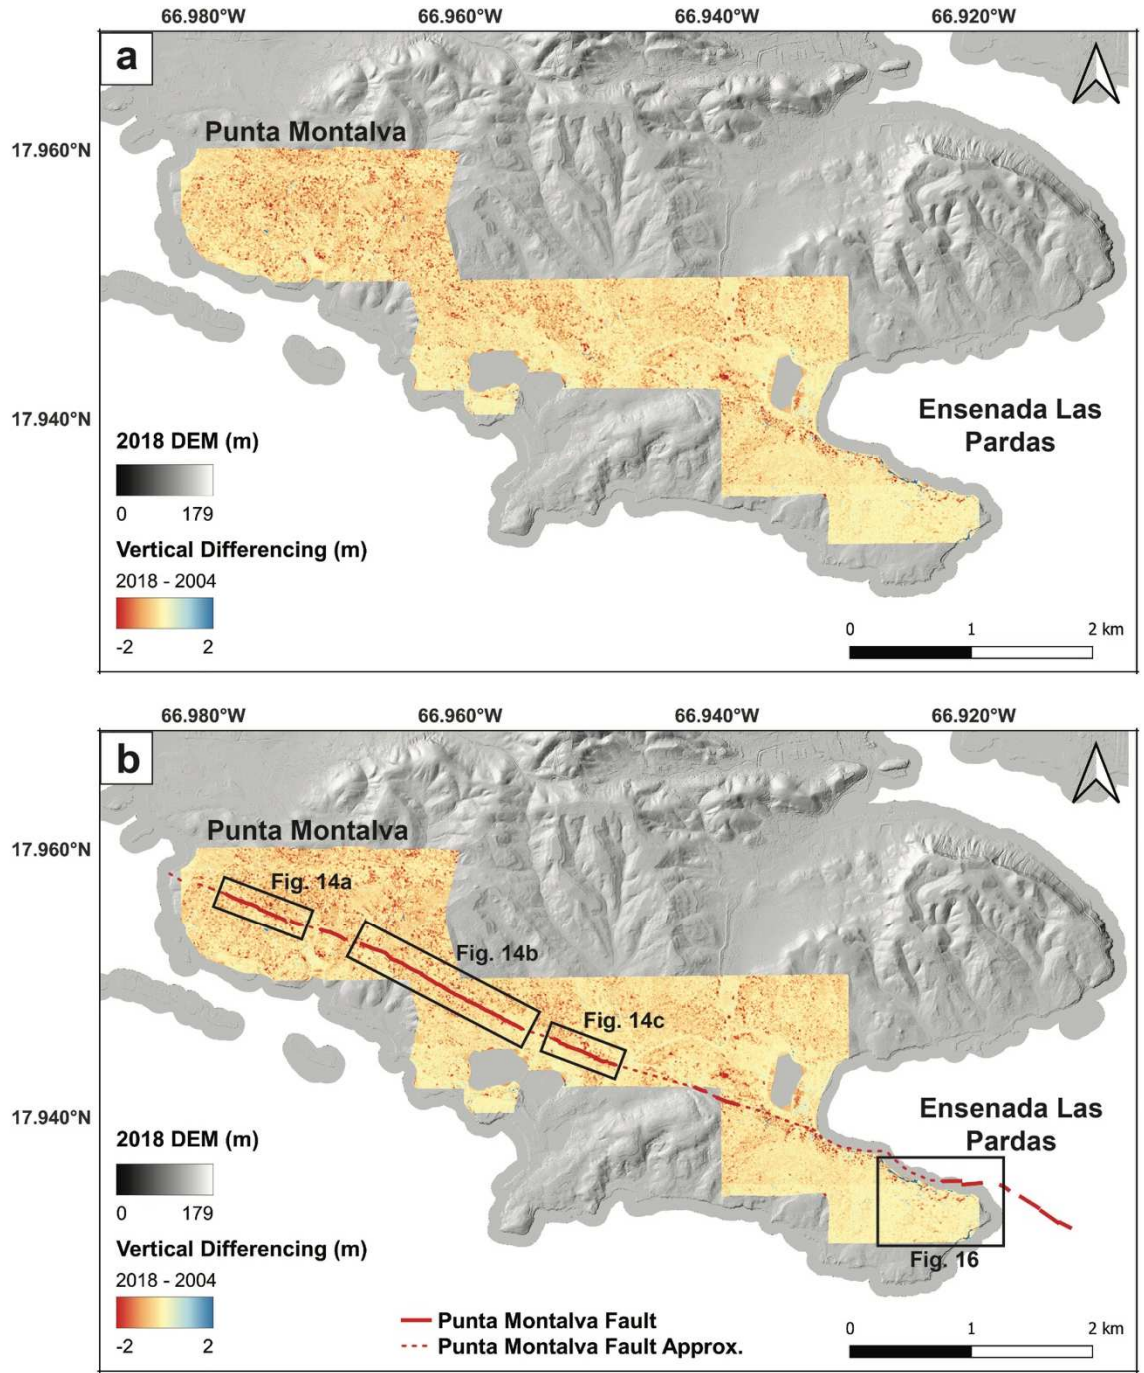 66.980°W 66.960°W 66.940°W 66.920°W
a
Punta Montalva
17.960°N
17.940°N
Ensenada Las
Pardas
2018 DEM (m)
0 179
Vertical Differencing (m)
2018 - 2004
-2 2
0 1 2 km
66.980°W 66.960°W 66.940°W 66.920°W
b
Punta Montalva
17.960°N
Fig. 14a
Fig. 14b
Fig. 14c
17.940°N
Ensenada Las
Pardas
2018 DEM (m)
0 179
Vertical Differencing (m)
Fig. 16
2018 - 2004
-2 2
Punta Montalva Fault
Punta Montalva Fault Approx.
0 1 2 km